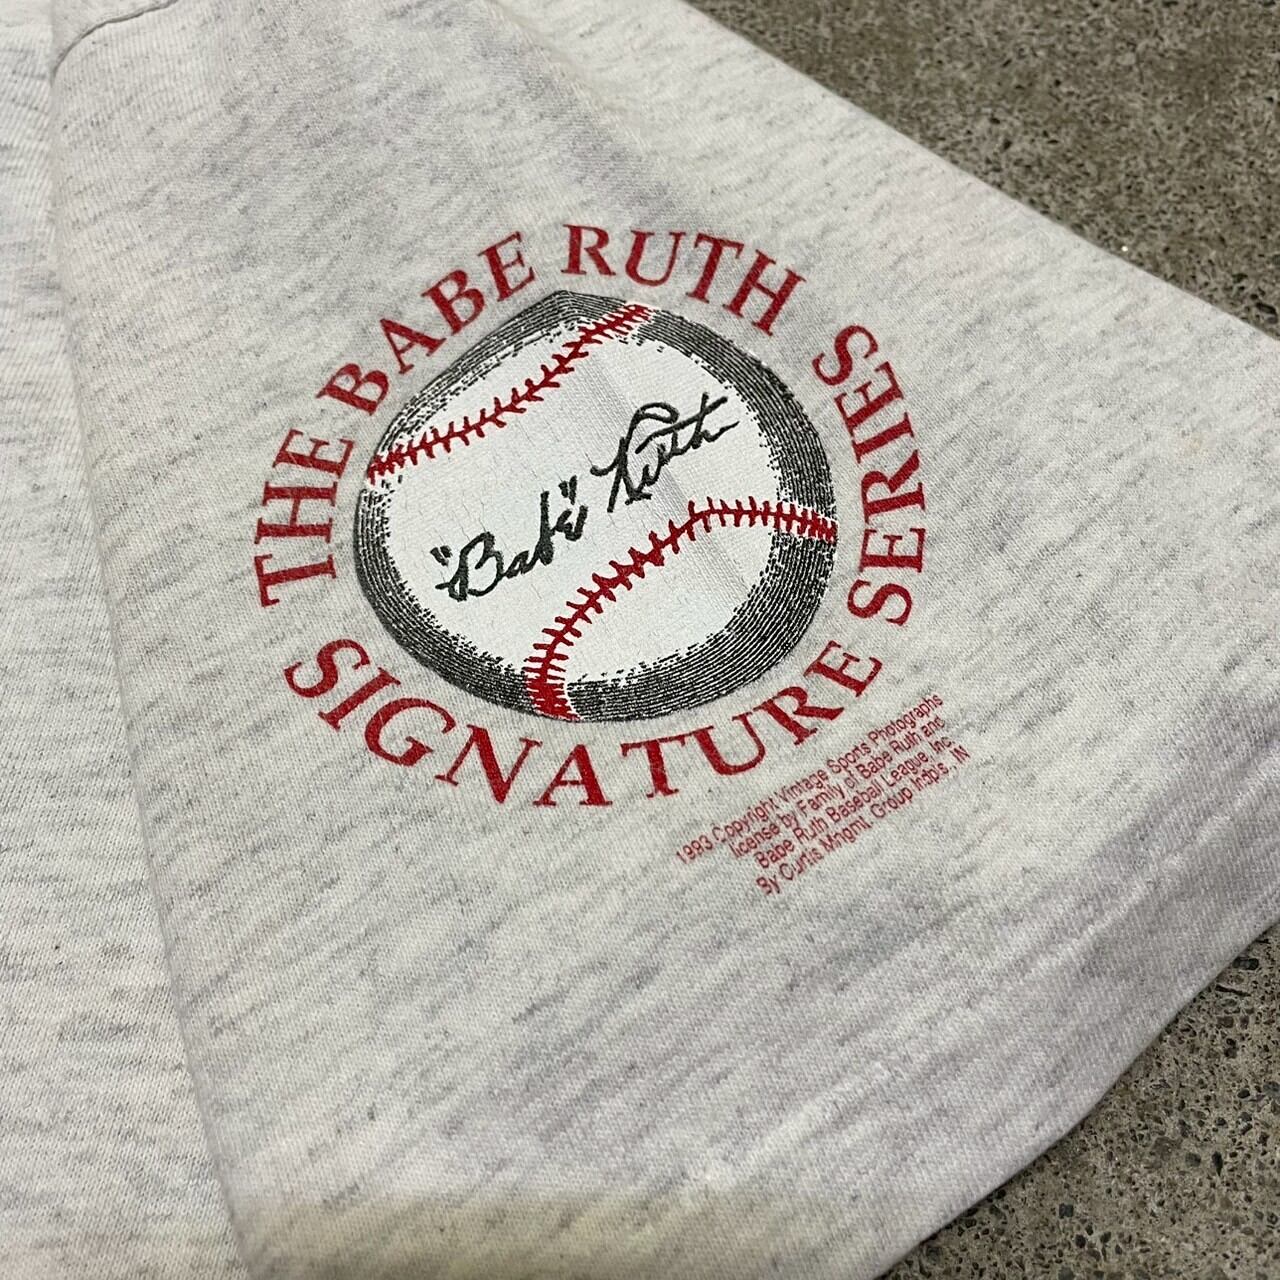 THE BABE RUTH
SIGNATURE SERIES
"Babe" Ruth
1993 Copyright Vintage Sports Photographs
license by Family of Babe Ruth and
Babe Ruth Baseball League, Inc.
By Curtis Mngmt. Group Indp's., IN